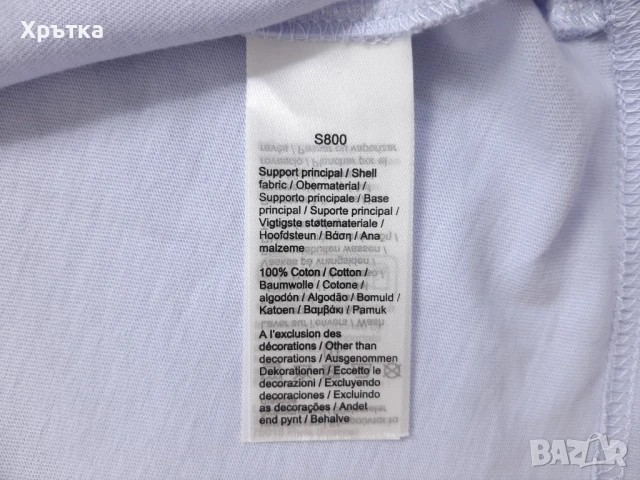 Хрътка
S800
Support principal / Shell
fabric / Obermaterial /
Supporto principale / Base
principal / Suporte principal /
Vigtigste støttemateriale /
Hoofdsteun / Βάση / Ana
malzeme
100% Coton / Cotton /
Baumwolle / Cotone /
algodón / Algodão / Bomuld /
Katoen / Βαμβάκι / Pamuk
A l'exclusion des
décorations / Other than
decorations / Ausgenommen
Dekorationen / Eccetto le
decorazioni / Excluyendo
decoraciones / Excluindo
as decorações / Andet
end pynt / Behalve
BAZAR
bg